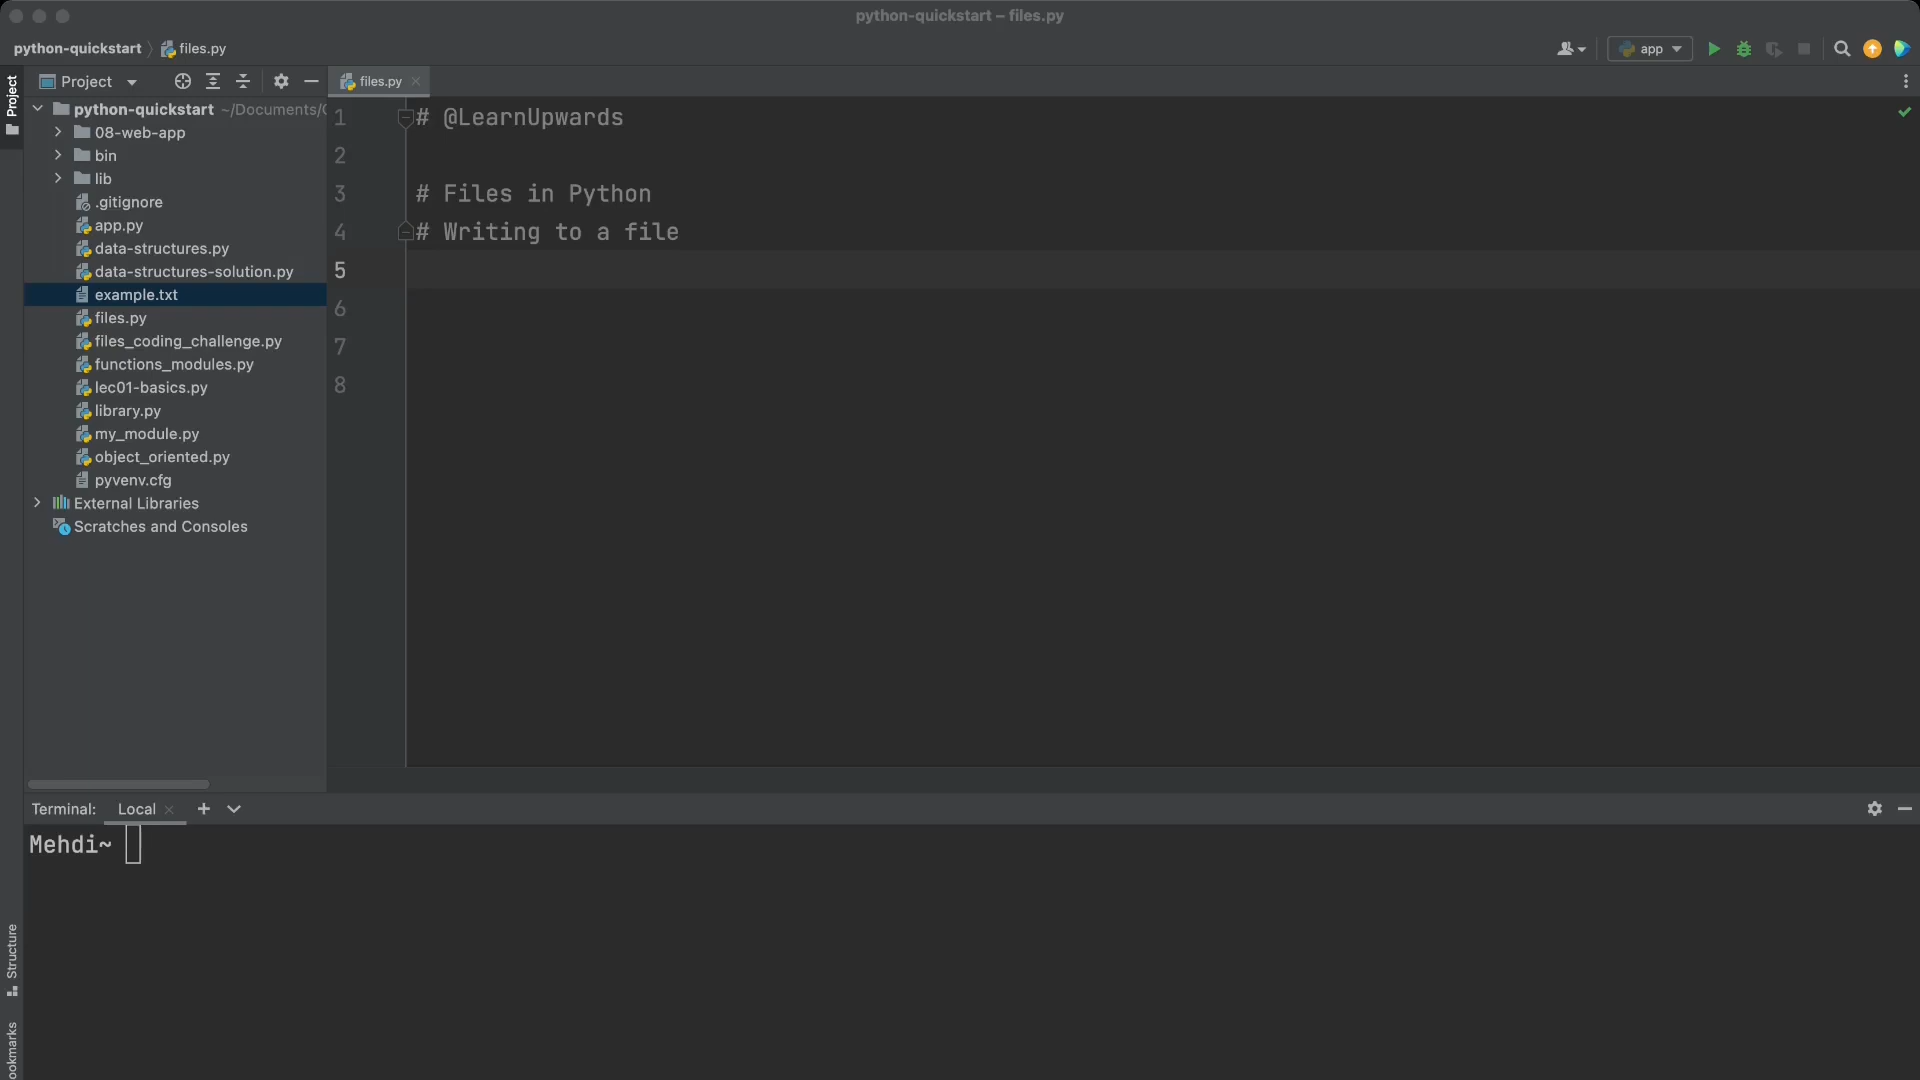 python-quickstart – files.py
python-quickstart
files.py
app
Project
Project
files.py
python-quickstart ~/Documents/
08-web-app
bin
lib
.gitignore
app.py
data-structures.py
data-structures-solution.py
example.txt
files.py
files_coding_challenge.py
functions_modules.py
lec01-basics.py
library.py
my_module.py
object_oriented.py
pyvenv.cfg
External Libraries
Scratches and Consoles
1 # @LearnUpwards
2
3 # Files in Python
4 # Writing to a file
5
6
7
8
Terminal: Local
Mehdi~
Structure
ookmarks